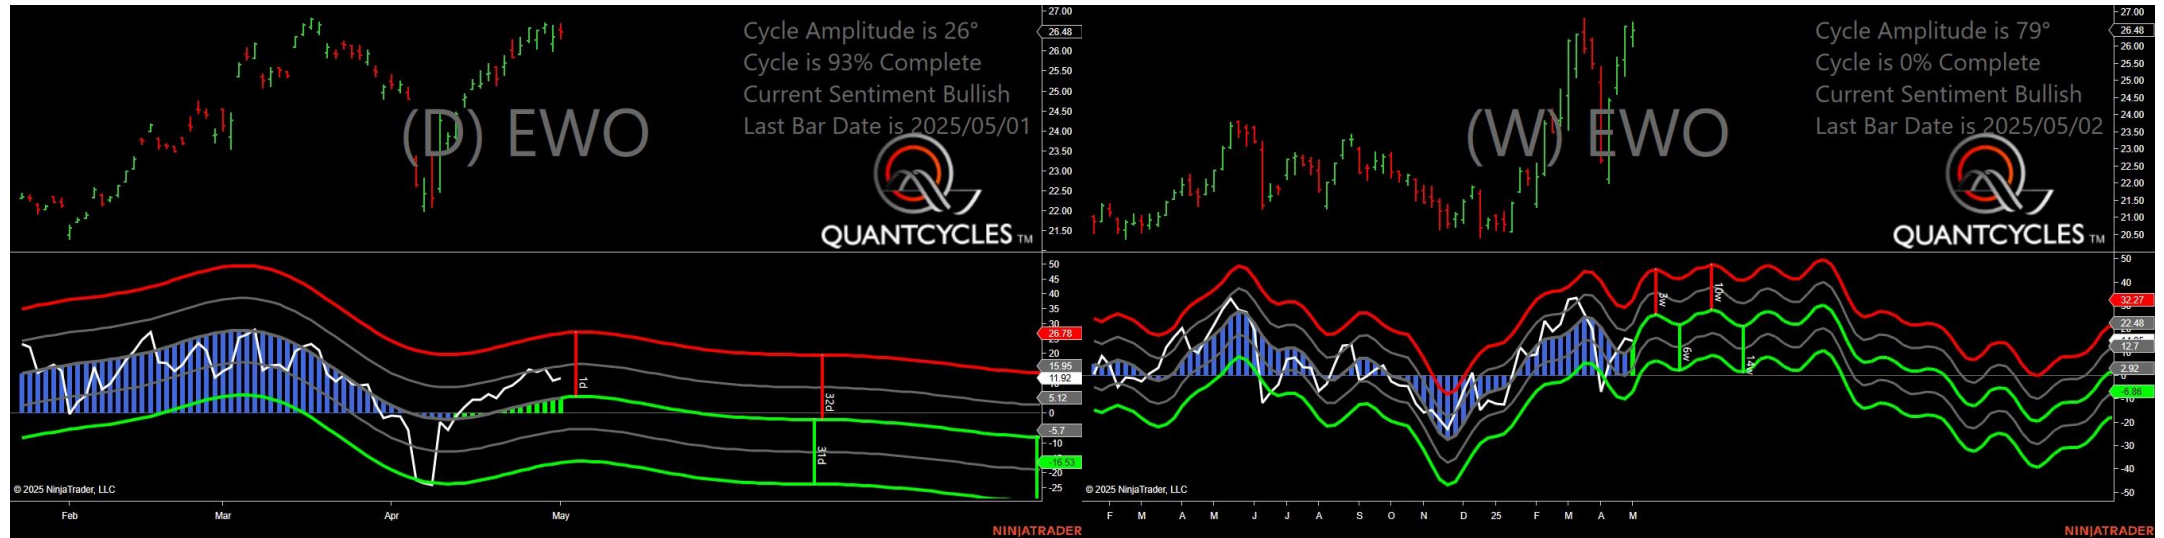 Cycle Amplitude is 26°
Cycle is 93% Complete
Current Sentiment Bullish
Last Bar Date is 2025/05/01
(D) EWO
QUANTCYCLES TM
27.00
26.48
26.00
25.50
25.00
24.50
24.00
23.50
23.00
22.50
22.00
21.50
50
45
40
35
30
26.78
20
15.95
11.92
5.12
0
-5.7
-10
-16.53
-20
-25
1d
32d
31d
© 2025 NinjaTrader, LLC
Feb Mar Apr May
NINJATRADER
Cycle Amplitude is 79°
Cycle is 0% Complete
Current Sentiment Bullish
Last Bar Date is 2025/05/02
(W) EWO
QUANTCYCLES TM
27.00
26.48
26.00
25.50
25.00
24.50
24.00
23.50
23.00
22.50
22.00
21.50
21.00
20.50
50
40
32.27
22.48
12.7
2.92
0
-6.86
-20
-30
-40
-50
10w
6w
14w
© 2025 NinjaTrader, LLC
F M A M J J A S O N D 25 F M A M
NINJATRADER